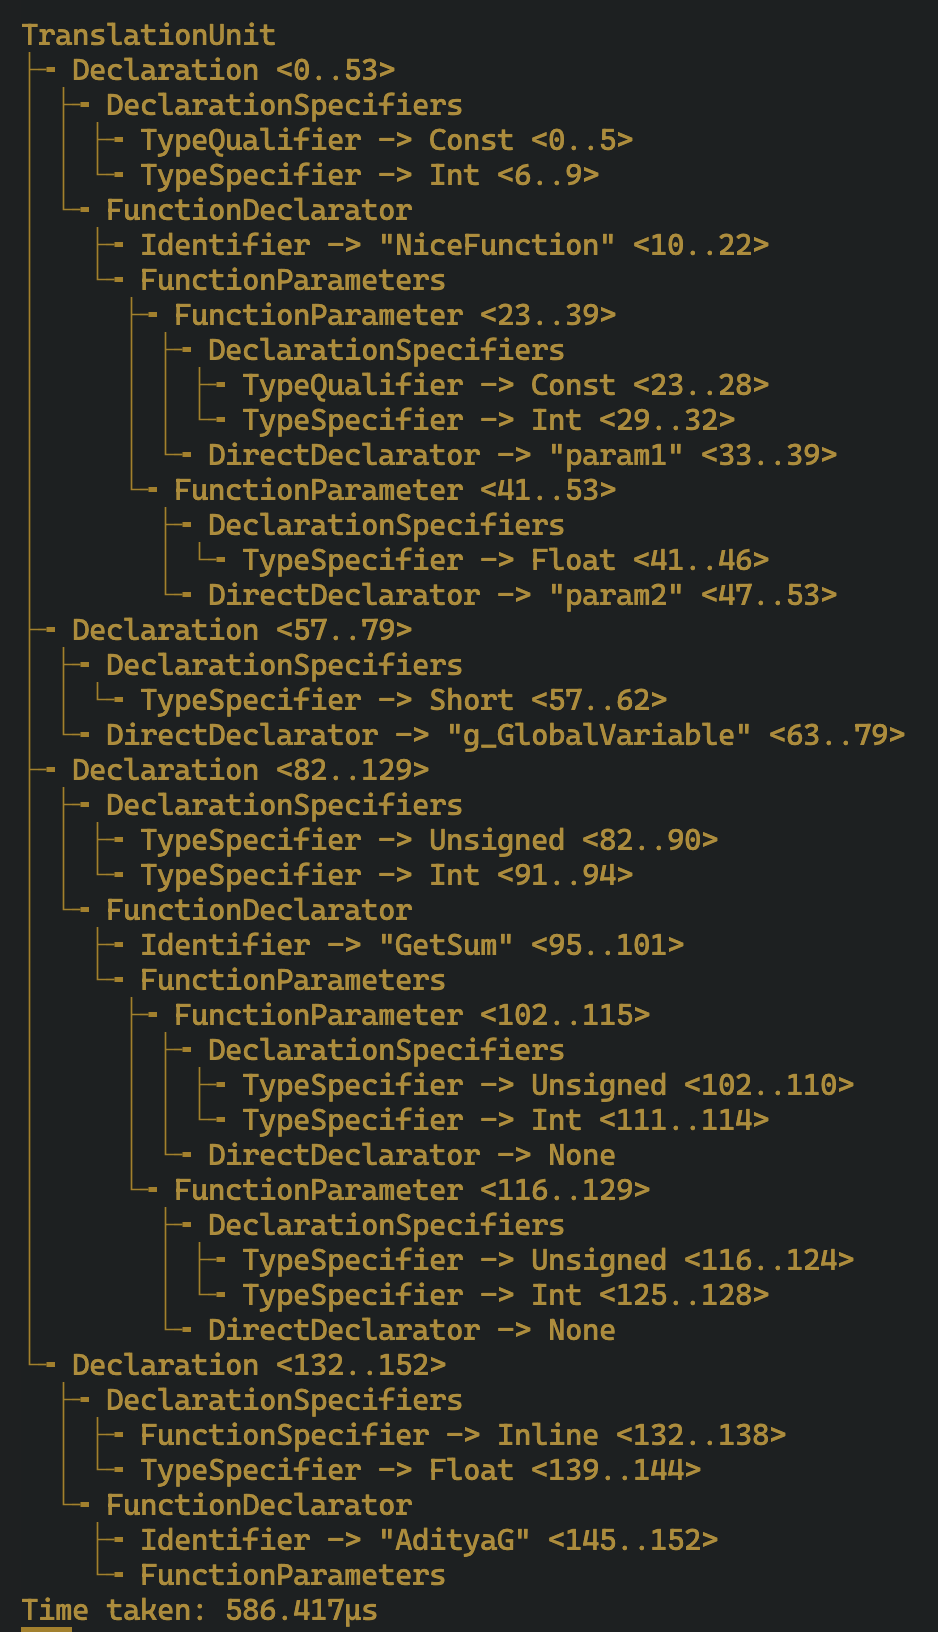 TranslationUnit
├─╸ Declaration <0..53>
│ ├─╸ DeclarationSpecifiers
│ │ ├─╸ TypeQualifier -> Const <0..5>
│ │ └─╸ TypeSpecifier -> Int <6..9>
│ └─╸ FunctionDeclarator
│   ├─╸ Identifier -> "NiceFunction" <10..22>
│   └─╸ FunctionParameters
│     ├─╸ FunctionParameter <23..39>
│     │ ├─╸ DeclarationSpecifiers
│     │ │ ├─╸ TypeQualifier -> Const <23..28>
│     │ │ └─╸ TypeSpecifier -> Int <29..32>
│     │ └─╸ DirectDeclarator -> "param1" <33..39>
│     └─╸ FunctionParameter <41..53>
│       ├─╸ DeclarationSpecifiers
│       │ └─╸ TypeSpecifier -> Float <41..46>
│       └─╸ DirectDeclarator -> "param2" <47..53>
├─╸ Declaration <57..79>
│ ├─╸ DeclarationSpecifiers
│ │ └─╸ TypeSpecifier -> Short <57..62>
│ └─╸ DirectDeclarator -> "g_GlobalVariable" <63..79>
├─╸ Declaration <82..129>
│ ├─╸ DeclarationSpecifiers
│ │ ├─╸ TypeSpecifier -> Unsigned <82..90>
│ │ └─╸ TypeSpecifier -> Int <91..94>
│ └─╸ FunctionDeclarator
│   ├─╸ Identifier -> "GetSum" <95..101>
│   └─╸ FunctionParameters
│     ├─╸ FunctionParameter <102..115>
│     │ ├─╸ DeclarationSpecifiers
│     │ │ ├─╸ TypeSpecifier -> Unsigned <102..110>
│     │ │ └─╸ TypeSpecifier -> Int <111..114>
│     │ └─╸ DirectDeclarator -> None
│     └─╸ FunctionParameter <116..129>
│       ├─╸ DeclarationSpecifiers
│       │ ├─╸ TypeSpecifier -> Unsigned <116..124>
│       │ └─╸ TypeSpecifier -> Int <125..128>
│       └─╸ DirectDeclarator -> None
└─╸ Declaration <132..152>
  ├─╸ DeclarationSpecifiers
  │ ├─╸ FunctionSpecifier -> Inline <132..138>
  │ └─╸ TypeSpecifier -> Float <139..144>
  └─╸ FunctionDeclarator
    ├─╸ Identifier -> "AdityaG" <145..152>
    └─╸ FunctionParameters
Time taken: 586.417µs